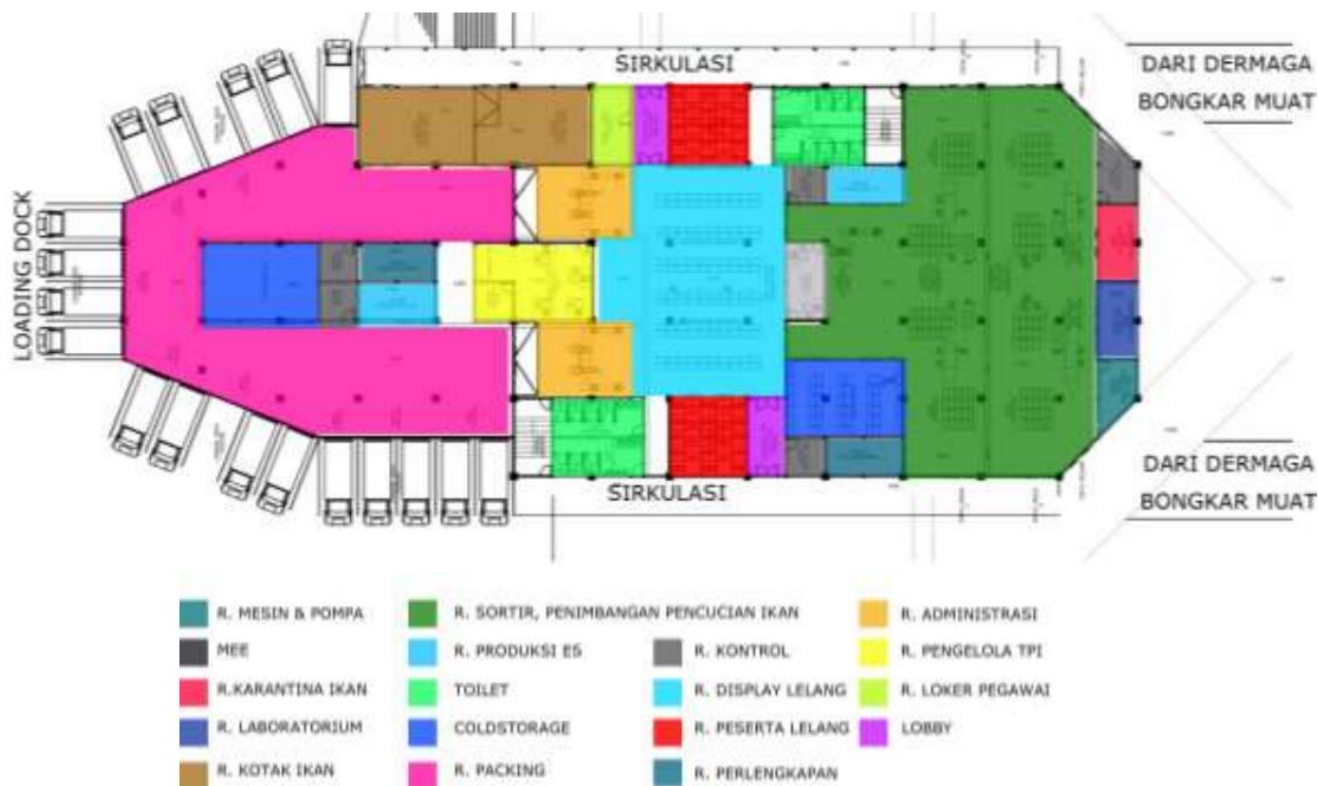 SIRKULASI
DARI DERMAGA
BONGKAR MUAT
LOADING DOCK
DARI DERMAGA
BONGKAR MUAT
SIRKULASI
R. MESIN & POMPA
R. SORTIR, PENIMBANGAN PENCUCIAN IKAN
R. ADMINISTRASI
MEE
R. PRODUKSI ES
R. KONTROL
R. PENGELOLA TPI
R.KARANTINA IKAN
TOILET
R. DISPLAY LELANG
R. LOKER PEGAWAI
R. LABORATORIUM
COLDSTORAGE
R. PESERTA LELANG
LOBBY
R. KOTAK IKAN
R. PACKING
R. PERLENGKAPAN